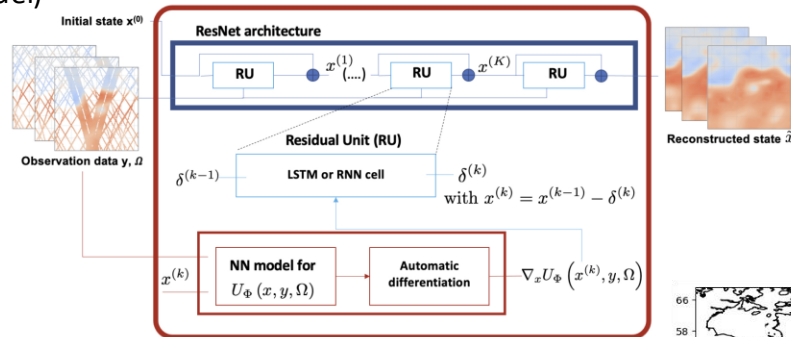 ResNet architecture
Initial state x⁽⁰⁾
RU
x⁽¹⁾
(....)
RU
x⁽ᴷ⁾
RU
Observation data y, Ω
Reconstructed state x̃
Residual Unit (RU)
δ⁽ᵏ⁻¹⁾
LSTM or RNN cell
δ⁽ᵏ⁾
with x⁽ᵏ⁾ = x⁽ᵏ⁻¹⁾ − δ⁽ᵏ⁾
x⁽ᵏ⁾
NN model for
U_Φ (x, y, Ω)
Automatic
differentiation
∇ₓU_Φ (x⁽ᵏ⁾, y, Ω)
66
58